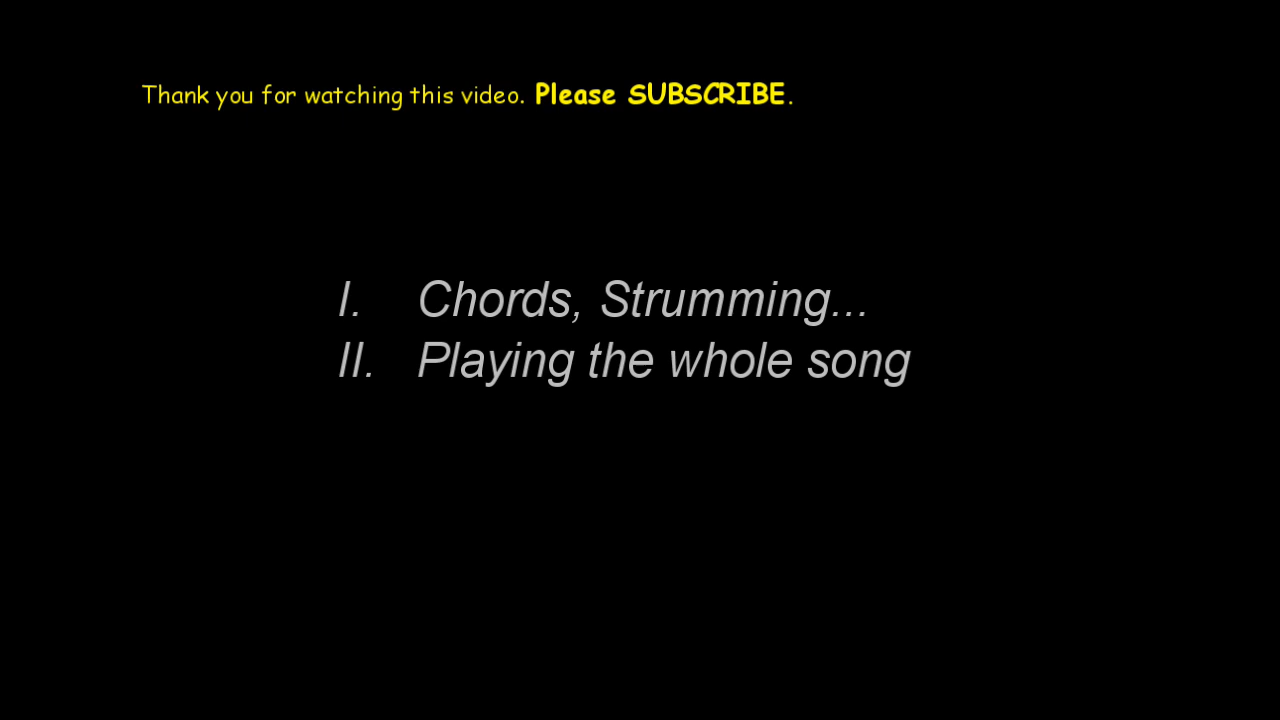 Thank you for watching this video. Please SUBSCRIBE.
I. Chords, Strumming...
II. Playing the whole song